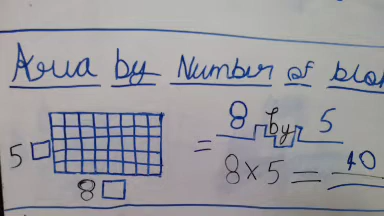 Area by Number of blo
= 8 by 5
5
8 × 5 = 40
8